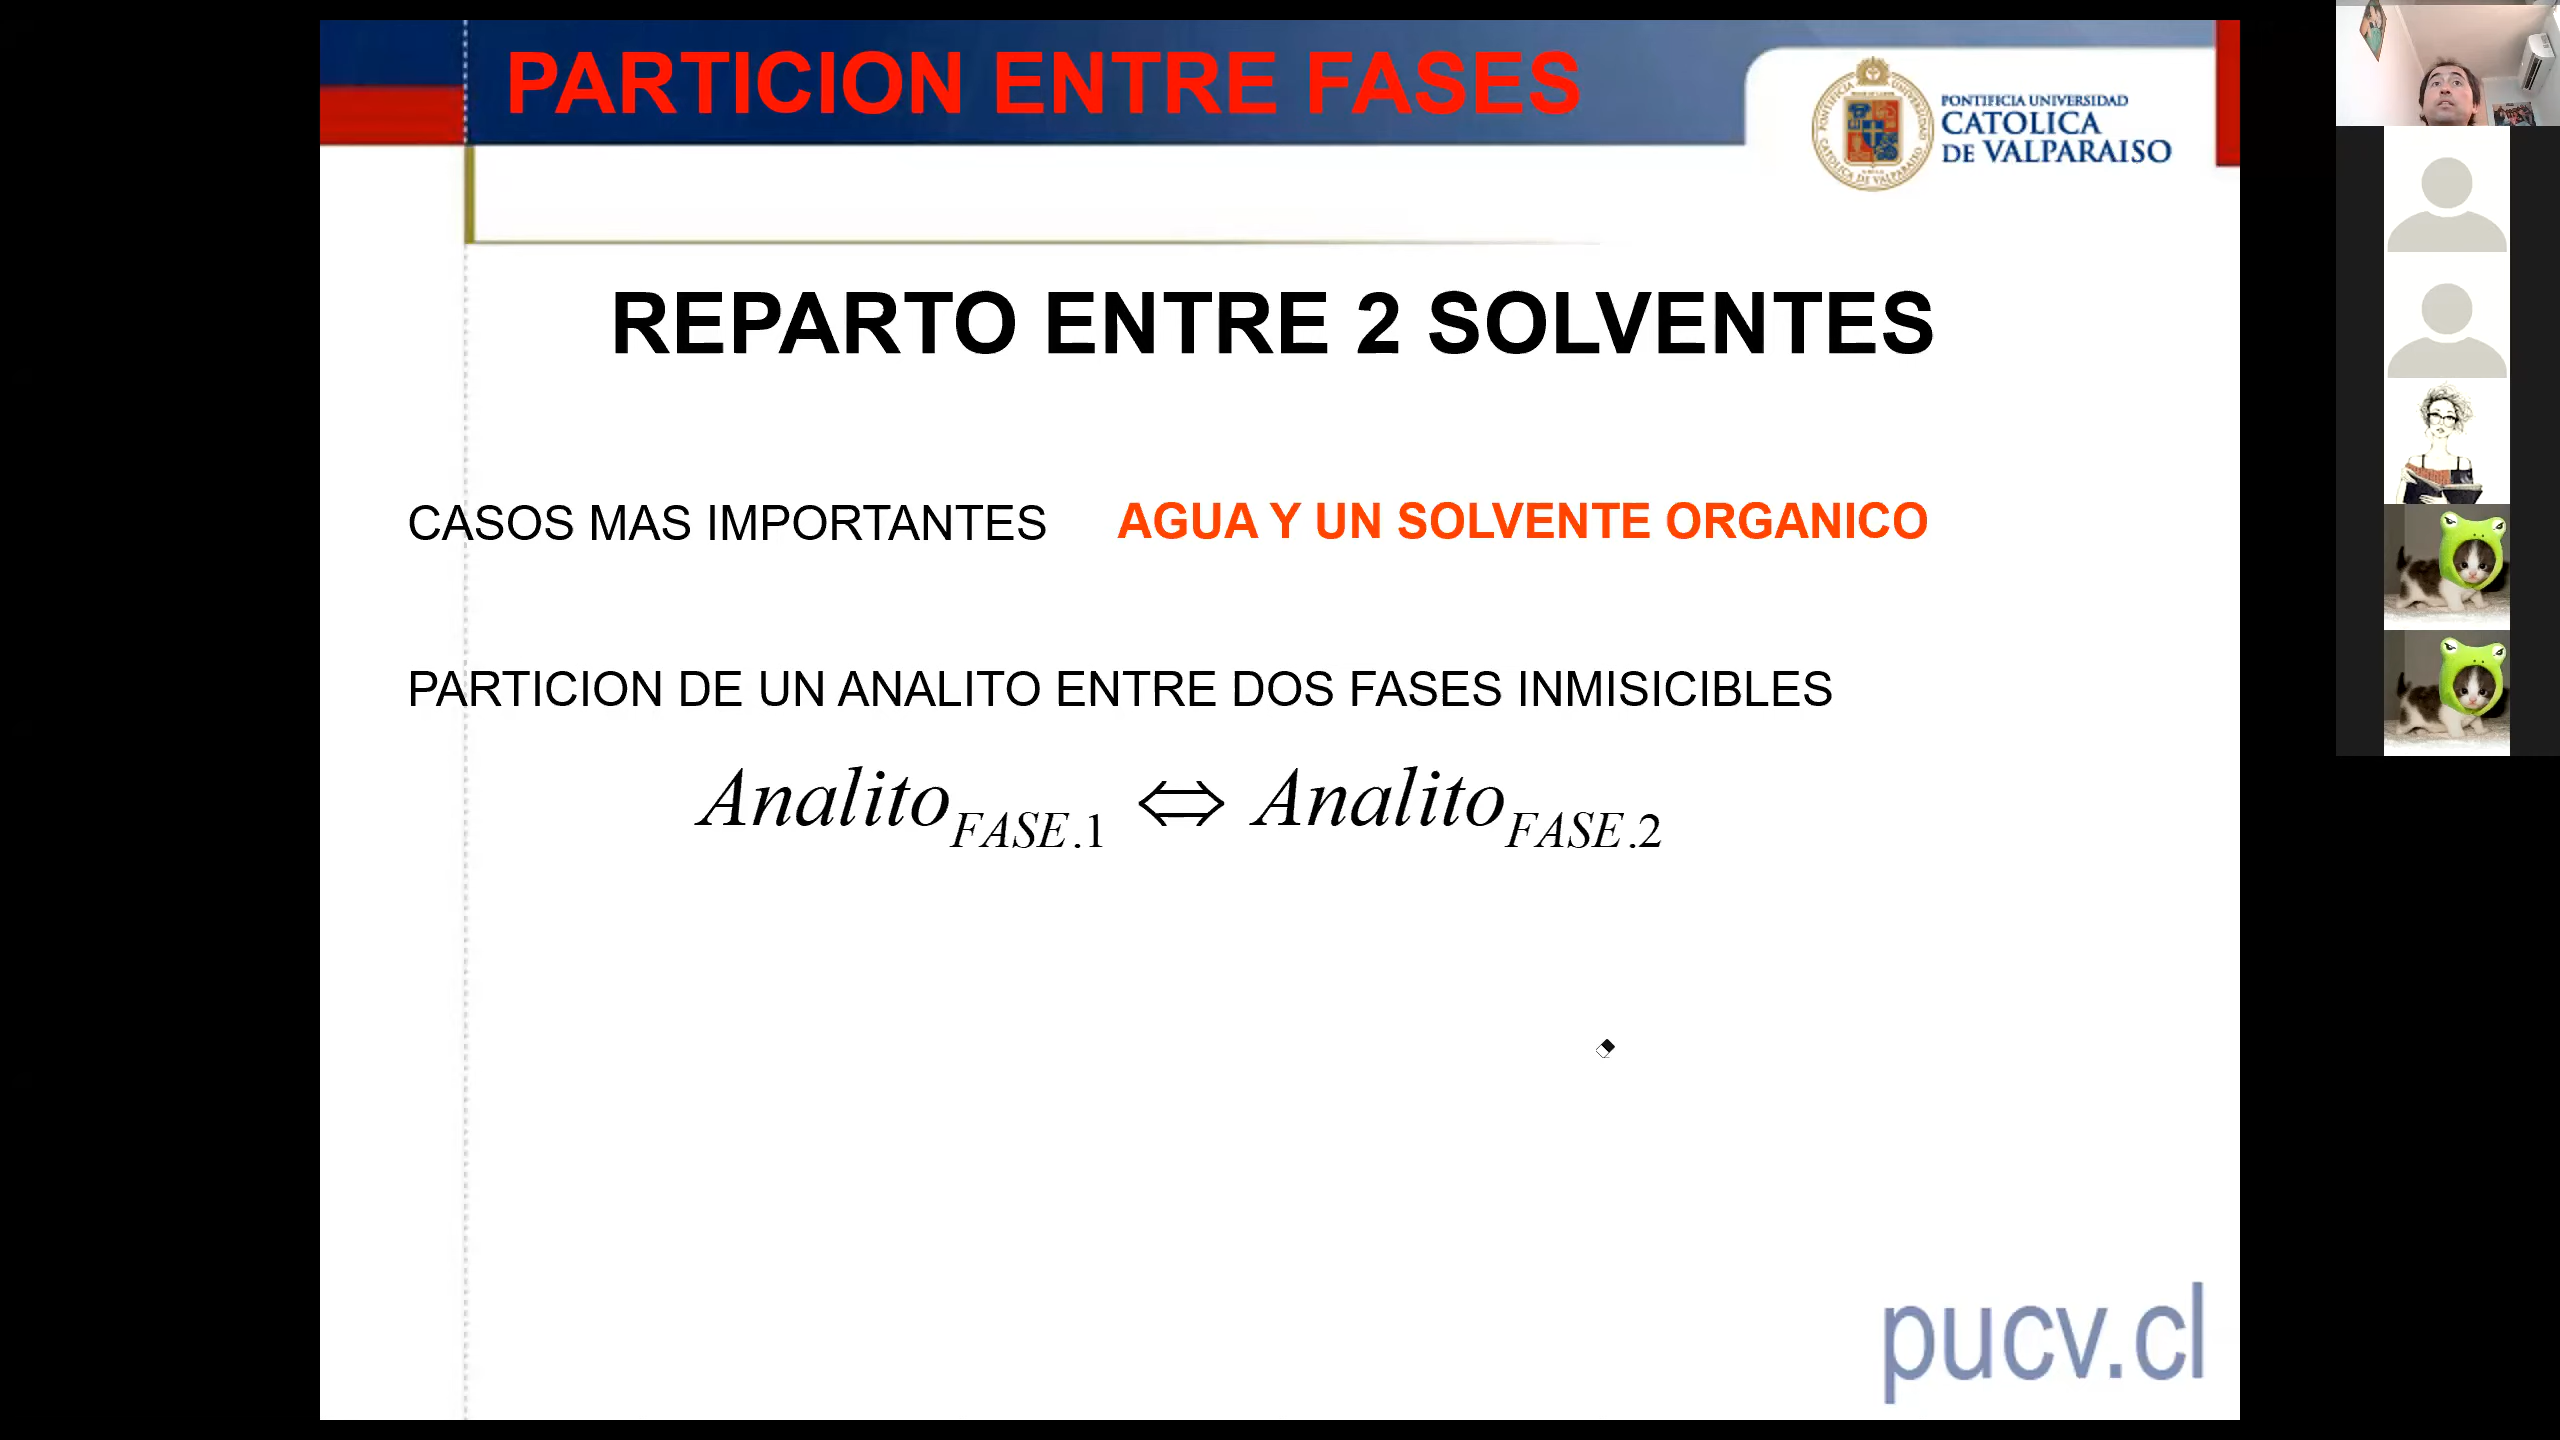 PARTICION ENTRE FASES
PONTIFICIA UNIVERSIDAD
CATOLICA
DE VALPARAISO
REPARTO ENTRE 2 SOLVENTES
CASOS MAS IMPORTANTES AGUA Y UN SOLVENTE ORGANICO
PARTICION DE UN ANALITO ENTRE DOS FASES INMISICIBLES
Analito FASE.1 ⇔ Analito FASE.2
pucv.cl